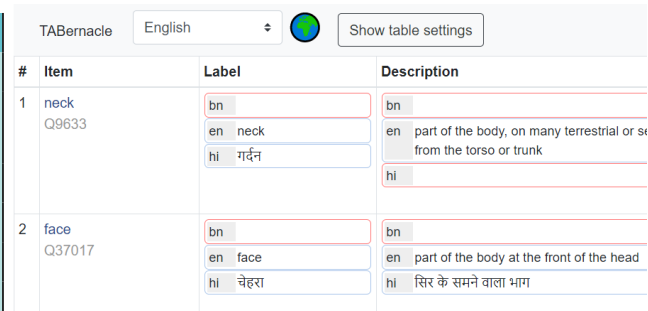 TABernacle English Show table settings
# Item Label Description
1 neck bn bn
Q9633 en neck en part of the body, on many terrestrial or
hi गर्दन from the torso or trunk
hi
2 face bn bn
Q37017 en face en part of the body at the front of the head
hi चेहरा hi सिर के समने वाला भाग